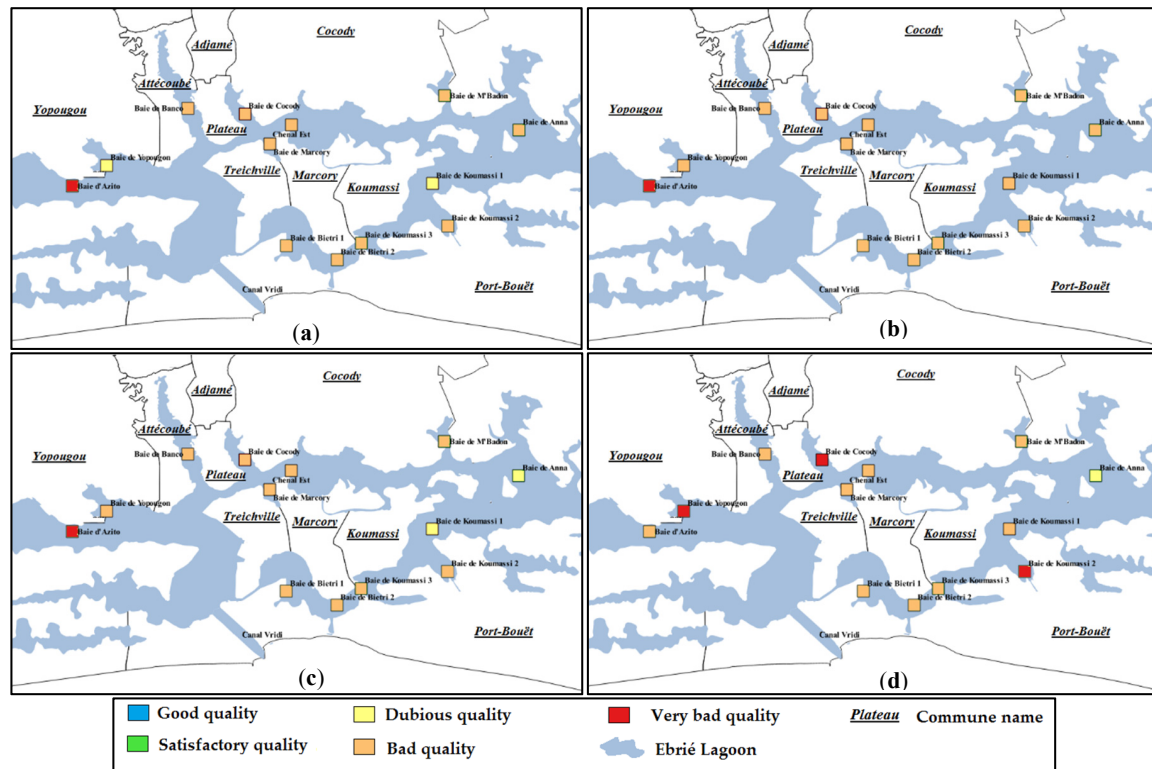 Cocody
Adjamé
Attécoubé
Yopougou
Baie de Banco
Baie de Cocody
Plateau
Chenal Est
Baie de Marcory
Baie de M'Badon
Baie de Anna
Baie de Yopougon
Baie d'Azito
Treichville
Marcory
Koumassi
Baie de Koumassi 1
Baie de Koumassi 2
Baie de Koumassi 3
Baie de Bietri 1
Baie de Bietri 2
Canal Vridi
Port-Bouët
(a)
Cocody
Adjamé
Attécoubé
Yopougou
Baie de Banco
Baie de Cocody
Plateau
Chenal Est
Baie de Marcory
Baie de M'Badon
Baie de Anna
Baie de Yopougon
Baie d'Azito
Treichville
Marcory
Koumassi
Baie de Koumassi 1
Baie de Koumassi 2
Baie de Koumassi 3
Baie de Bietri 1
Baie de Bietri 2
Canal Vridi
Port-Bouët
(b)
Cocody
Adjamé
Attécoubé
Yopougou
Baie de Banco
Baie de Cocody
Plateau
Chenal Est
Baie de Marcory
Baie de M'Badon
Baie de Anna
Baie de Yopougon
Baie d'Azito
Treichville
Marcory
Koumassi
Baie de Koumassi 1
Baie de Koumassi 2
Baie de Koumassi 3
Baie de Bietri 1
Baie de Bietri 2
Canal Vridi
Port-Bouët
(c)
Cocody
Adjamé
Attécoubé
Yopougou
Baie de Banco
Baie de Cocody
Plateau
Chenal Est
Baie de Marcory
Baie de M'Badon
Baie de Anna
Baie de Yopougon
Baie d'Azito
Treichville
Marcory
Koumassi
Baie de Koumassi 1
Baie de Koumassi 2
Baie de Koumassi 3
Baie de Bietri 1
Baie de Bietri 2
Canal Vridi
Port-Bouët
(d)
Good quality
Dubious quality
Very bad quality
Plateau Commune name
Satisfactory quality
Bad quality
Ebrié Lagoon